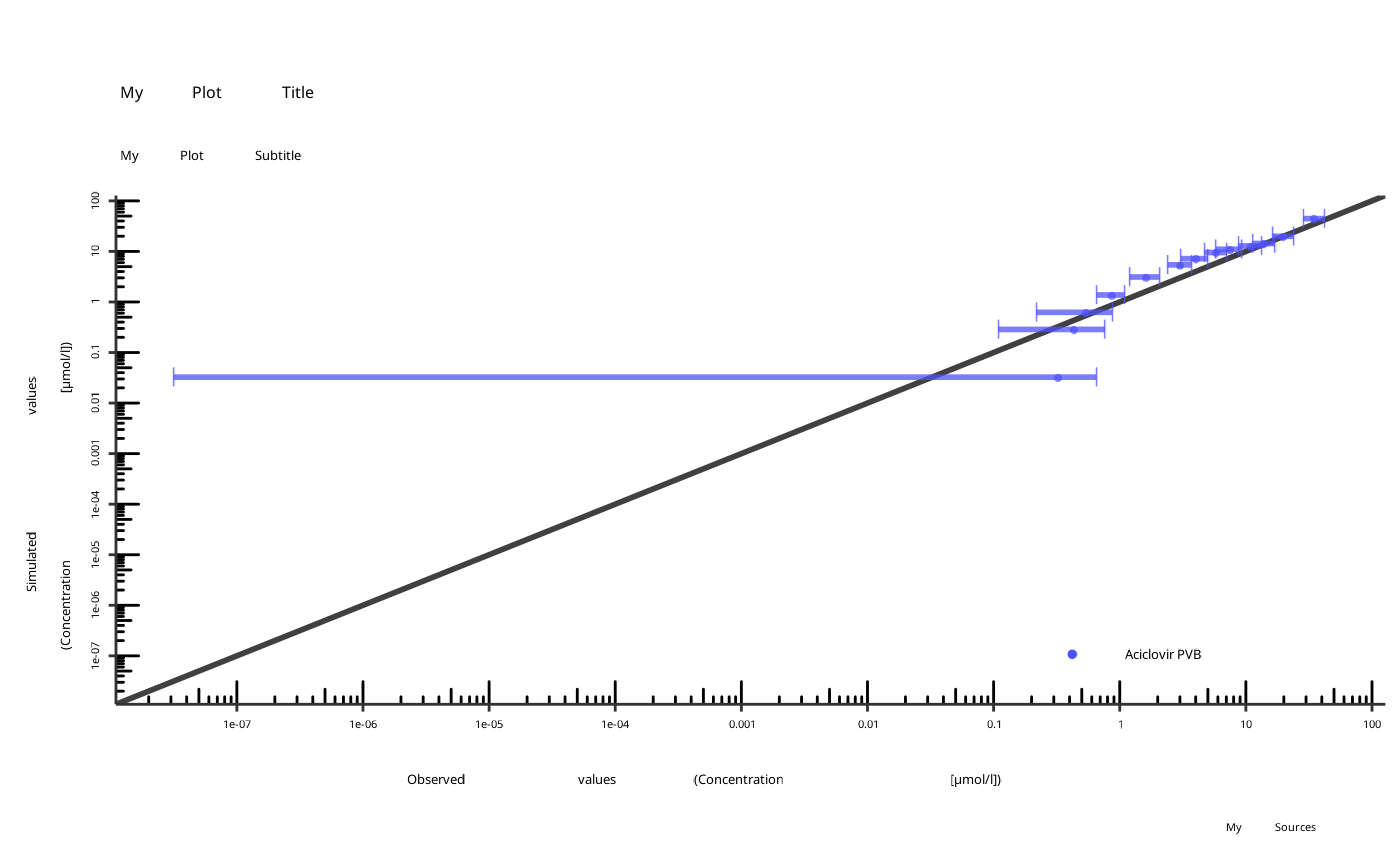 My Plot Title
My Plot Subtitle
Simulated values
(Concentration [µmol/l])
100
10
1
0.1
0.01
0.001
1e-04
1e-05
1e-06
1e-07
Aciclovir PVB
1e-07 1e-06 1e-05 1e-04 0.001 0.01 0.1 1 10 100
Observed values (Concentration [µmol/l])
My Sources